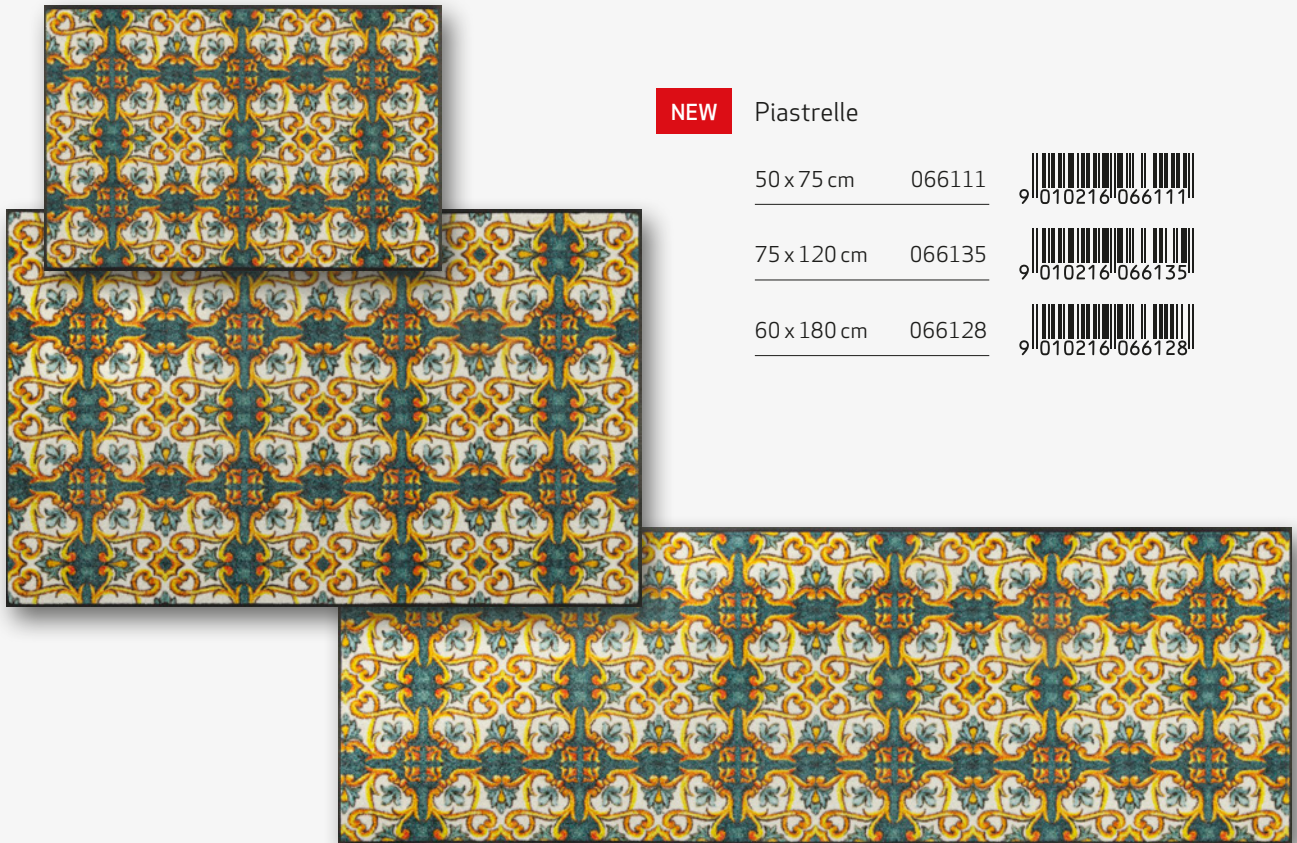 NEW Piastrelle
50 x 75 cm 066111
9 010216 066111
75 x 120 cm 066135
9 010216 066135
60 x 180 cm 066128
9 010216 066128